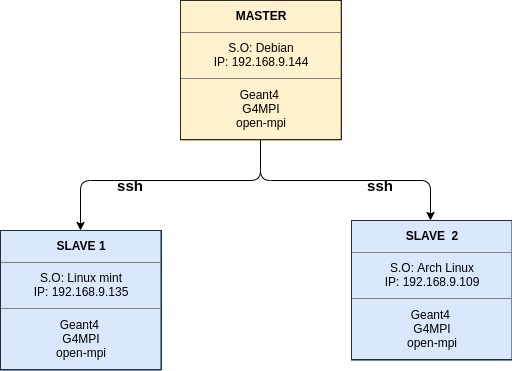 MASTER
S.O: Debian
IP: 192.168.9.144
Geant4
G4MPI
open-mpi
ssh
ssh
SLAVE 1
S.O: Linux mint
IP: 192.168.9.135
Geant4
G4MPI
open-mpi
SLAVE 2
S.O: Arch Linux
IP: 192.168.9.109
Geant4
G4MPI
open-mpi